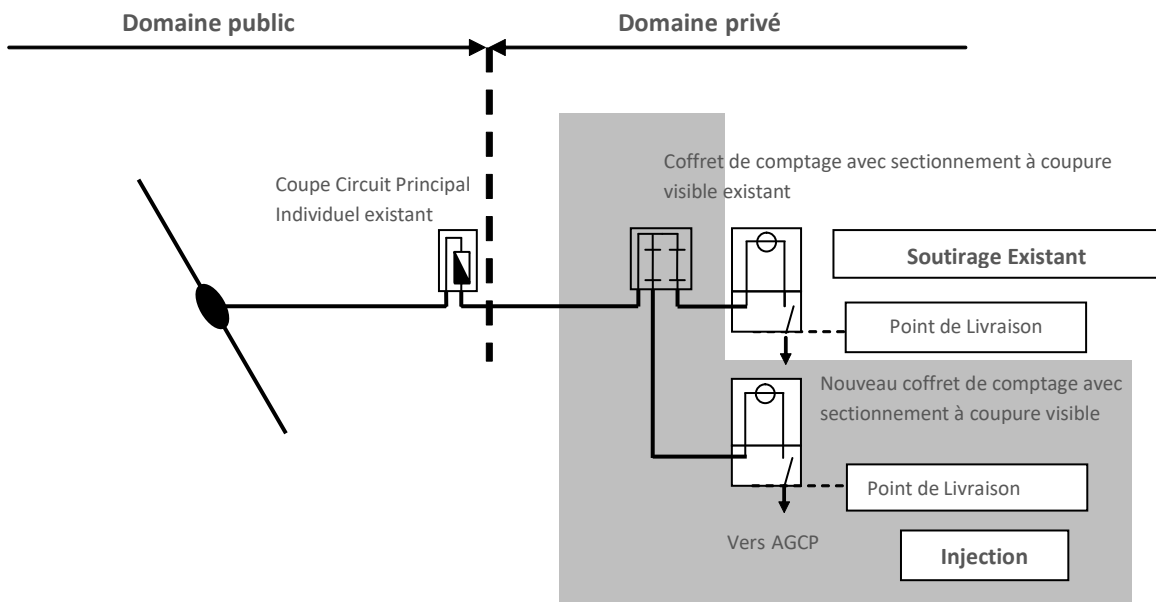 Domaine public
Domaine privé
Coffret de comptage avec sectionnement à coupure
visible existant
Coupe Circuit Principal
Individuel existant
Soutirage Existant
Point de Livraison
Nouveau coffret de comptage avec
sectionnement à coupure visible
Point de Livraison
Vers AGCP
Injection